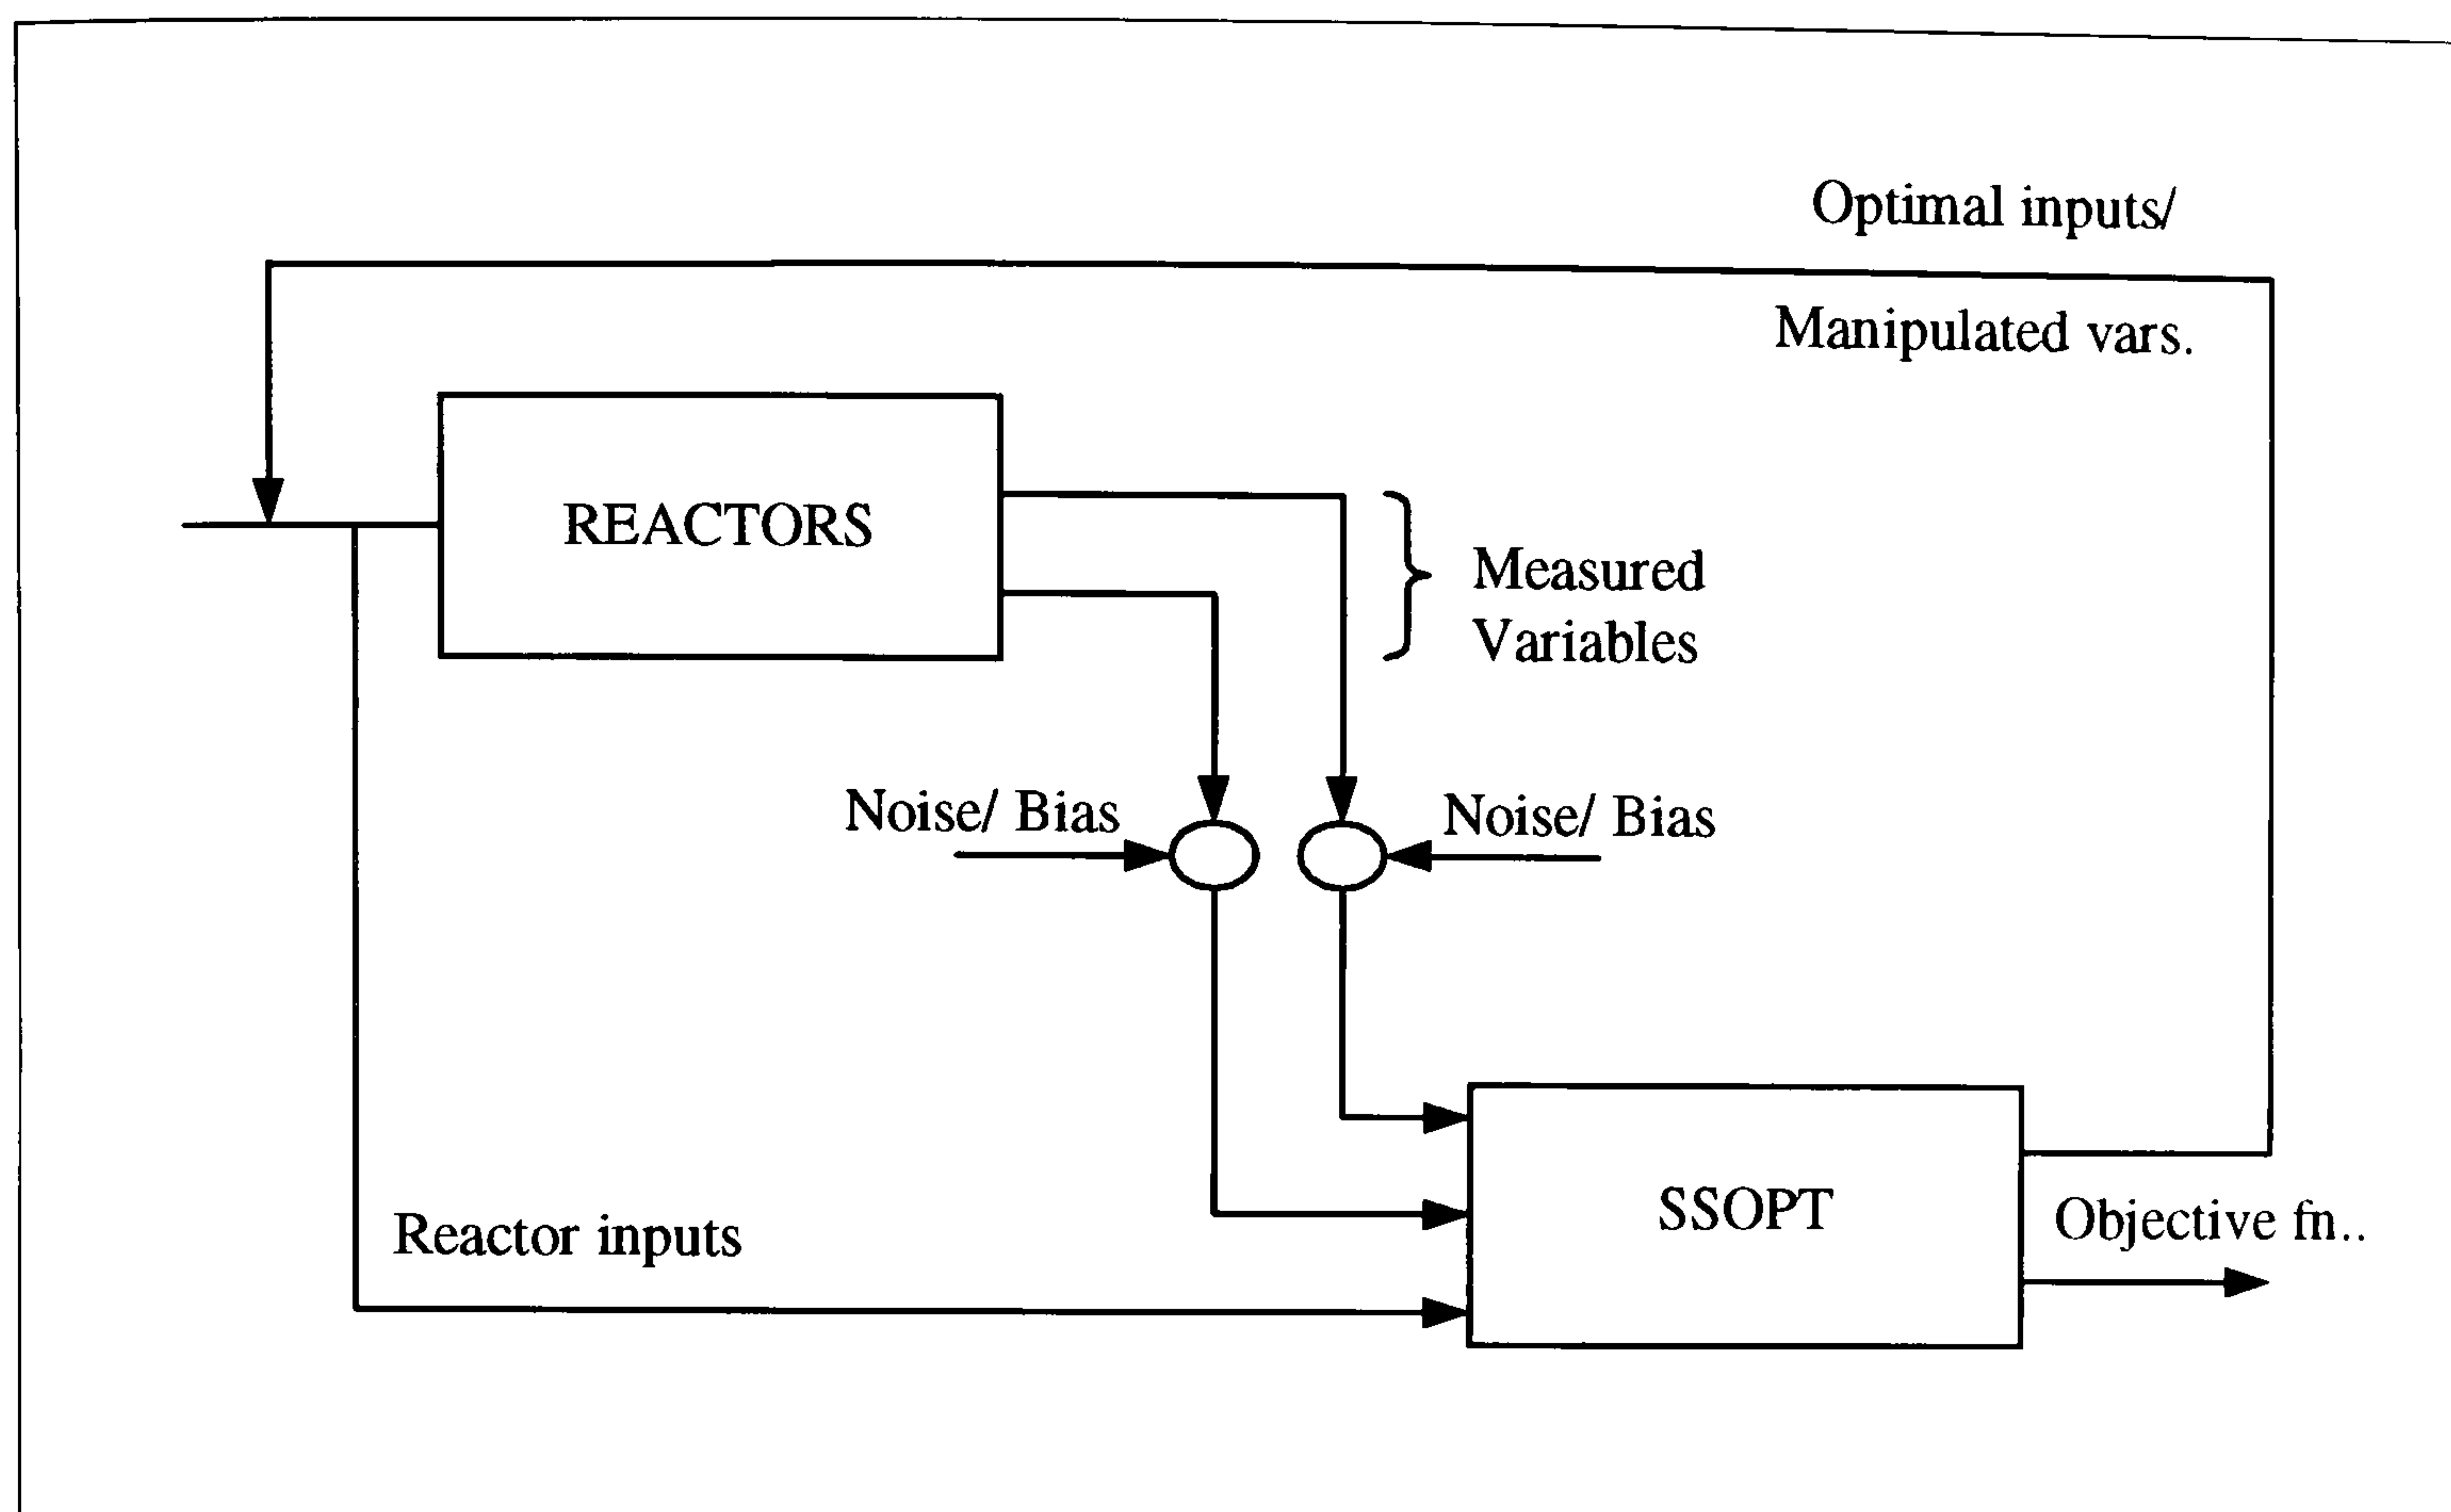 Optimal inputs/
Manipulated vars.
REACTORS
Measured
Variables
Noise/ Bias
Noise/ Bias
Reactor inputs
SSOPT
Objective fn..